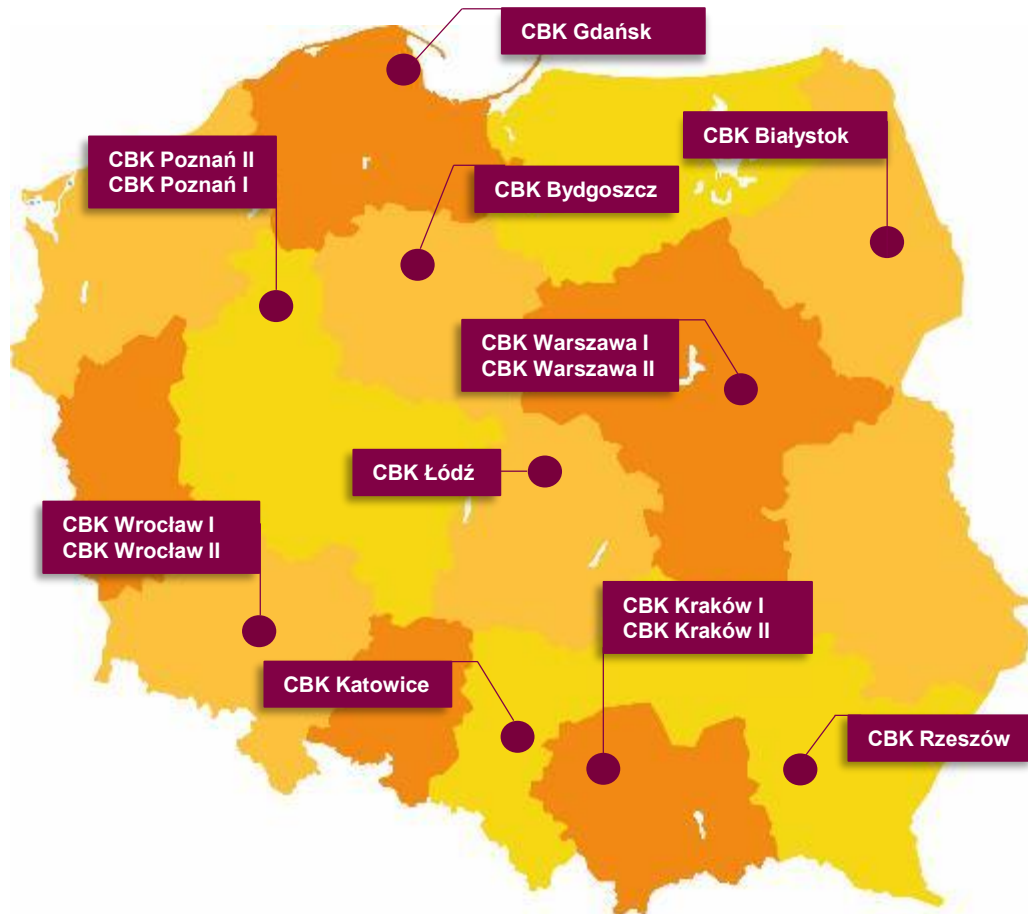 CBK Gdańsk
CBK Białystok
CBK Poznań II
CBK Poznań I
CBK Bydgoszcz
CBK Warszawa I
CBK Warszawa II
CBK Łódź
CBK Wrocław I
CBK Wrocław II
CBK Kraków I
CBK Kraków II
CBK Katowice
CBK Rzeszów